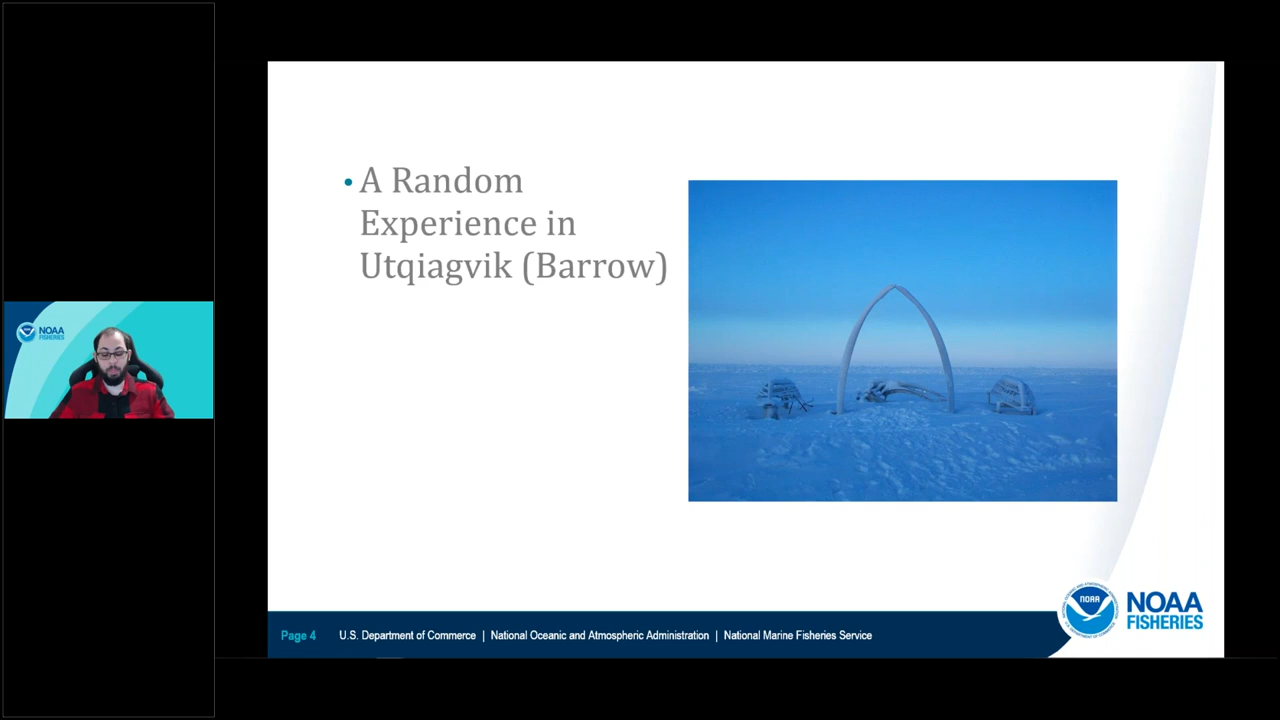 • A Random
Experience in
Utqiagvik (Barrow)
NOAA
FISHERIES
NOAA
NOAA
FISHERIES
Page 4
U.S. Department of Commerce | National Oceanic and Atmospheric Administration | National Marine Fisheries Service